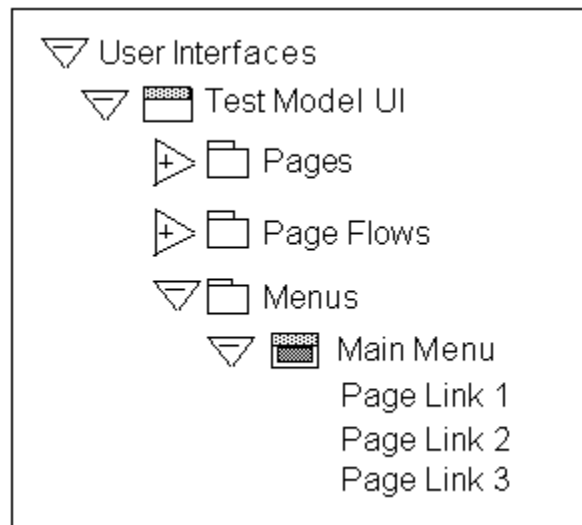 User Interfaces
Test Model UI
Pages
Page Flows
Menus
Main Menu
Page Link 1
Page Link 2
Page Link 3